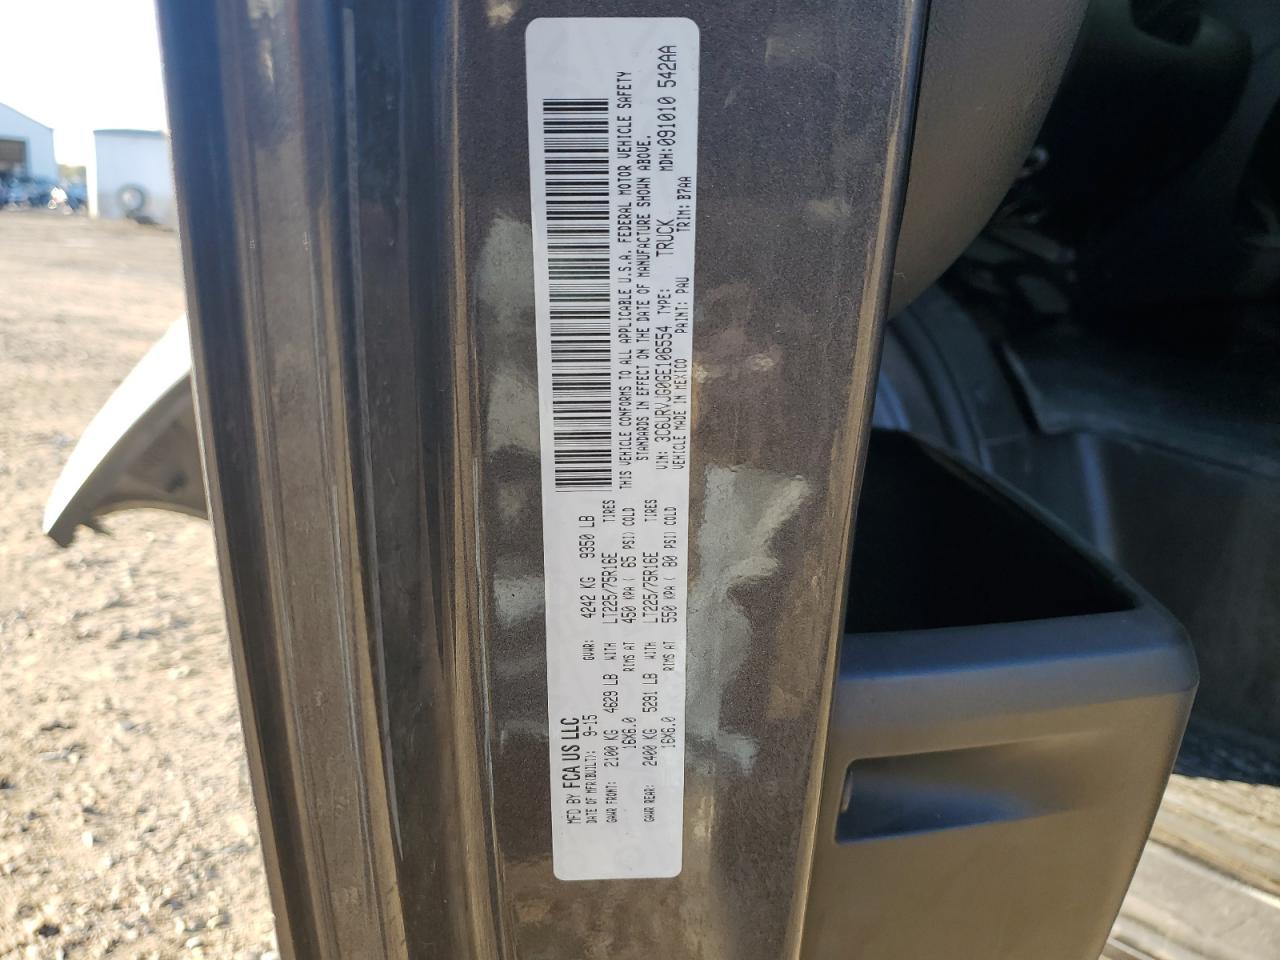 MFD BY FCA US LLC
DATE OF MFR(BUILT): 9-15 GVWR: 4242 KG 9350 LB
GAWR FRONT: 2100 KG 4629 LB WITH LT225/75R16E TIRES
16X6.0 RIMS AT 450 KPA ( 65 PSI) COLD
GAWR REAR: 2400 KG 5291 LB WITH LT225/75R16E TIRES
16X6.0 RIMS AT 550 KPA ( 80 PSI) COLD
THIS VEHICLE CONFORMS TO ALL APPLICABLE U.S.A. FEDERAL MOTOR VEHICLE SAFETY
STANDARDS IN EFFECT ON THE DATE OF MANUFACTURE SHOWN ABOVE.
VIN: 3C6URVJG0GE106554 TYPE: TRUCK MDH:091010 542AA
VEHICLE MADE IN MEXICO PAINT: PAU TRIM: B7AA